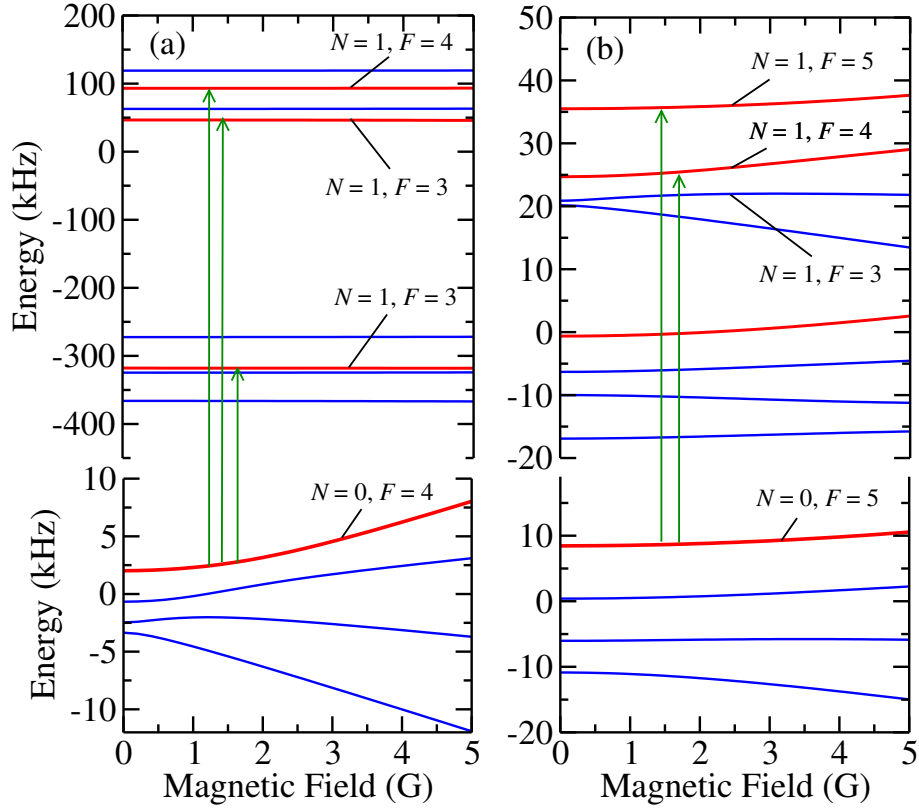 (a)
N = 1, F = 4
N = 1, F = 3
N = 1, F = 3
Energy (kHz)
200
100
0
-100
-200
-300
-400
N = 0, F = 4
Energy (kHz)
10
5
0
-5
-10
0 1 2 3 4 5
Magnetic Field (G)
(b)
N = 1, F = 5
N = 1, F = 4
N = 1, F = 3
50
40
30
20
10
0
-10
-20
N = 0, F = 5
10
0
-10
-20
0 1 2 3 4 5
Magnetic Field (G)